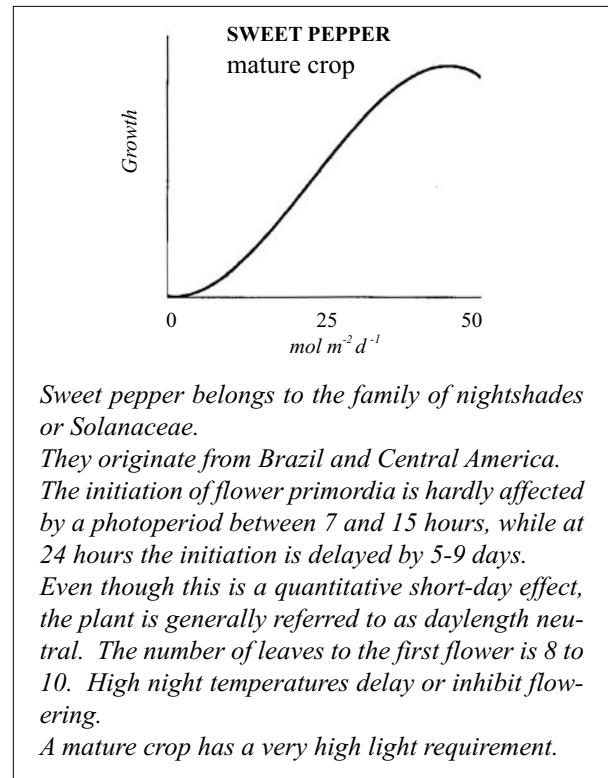 SWEET PEPPER
mature crop
Growth
0 25 50
mol m⁻² d⁻¹
Sweet pepper belongs to the family of nightshades
or Solanaceae.
They originate from Brazil and Central America.
The initiation of flower primordia is hardly affected
by a photoperiod between 7 and 15 hours, while at
24 hours the initiation is delayed by 5-9 days.
Even though this is a quantitative short-day effect,
the plant is generally referred to as daylength neu-
tral. The number of leaves to the first flower is 8 to
10. High night temperatures delay or inhibit flow-
ering.
A mature crop has a very high light requirement.